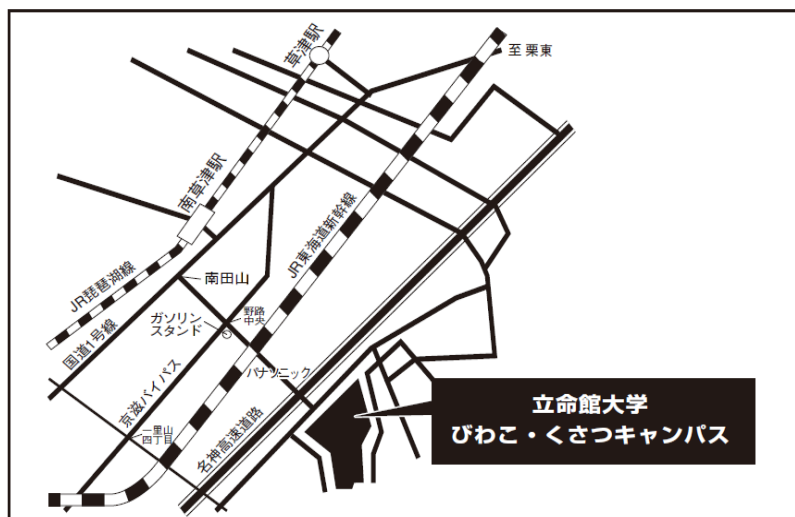 草津駅
至 栗東
南草津駅
JR東海道新幹線
JR琵琶湖線
南田山
国道1号線
ガソリン
スタンド
野路
中央
パナソニック
京滋バイパス
一里山
四丁目
名神高速道路
立命館大学
びわこ・くさつキャンパス